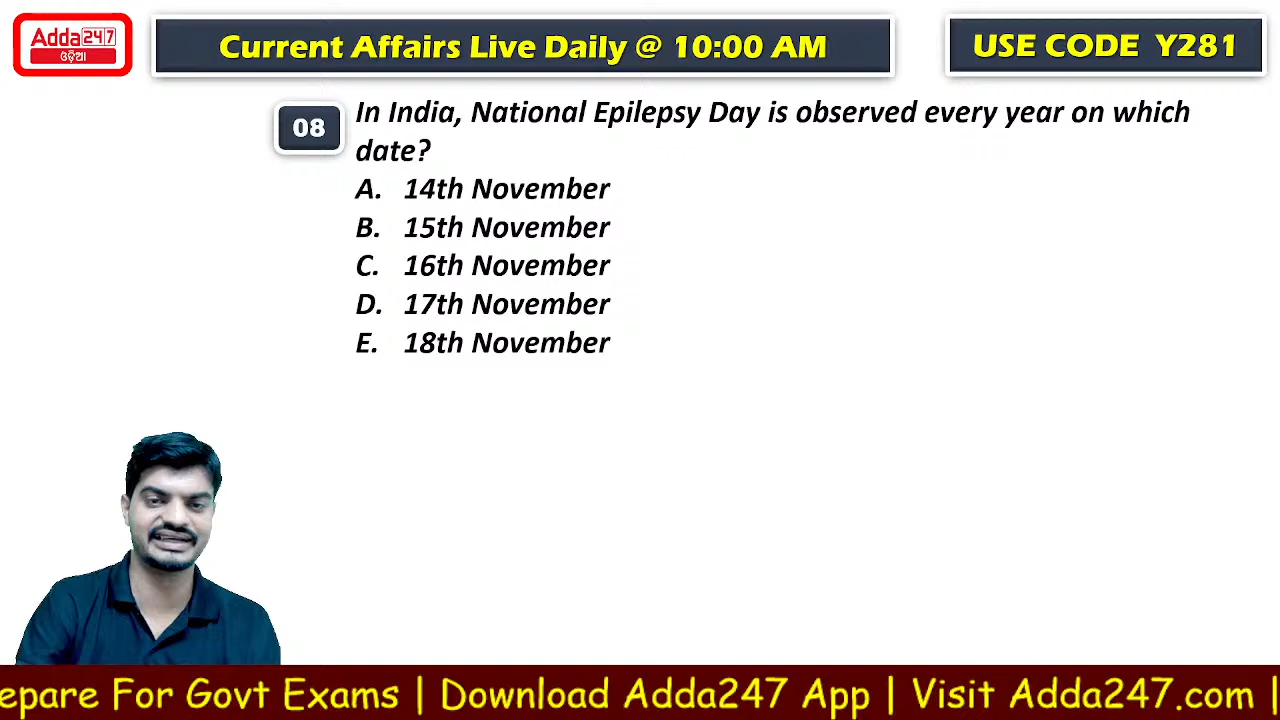 Adda247
ଓଡ଼ିଆ
Current Affairs Live Daily @ 10:00 AM
USE CODE Y281
08
In India, National Epilepsy Day is observed every year on which
date?
A. 14th November
B. 15th November
C. 16th November
D. 17th November
E. 18th November
epare For Govt Exams | Download Adda247 App | Visit Adda247.com |